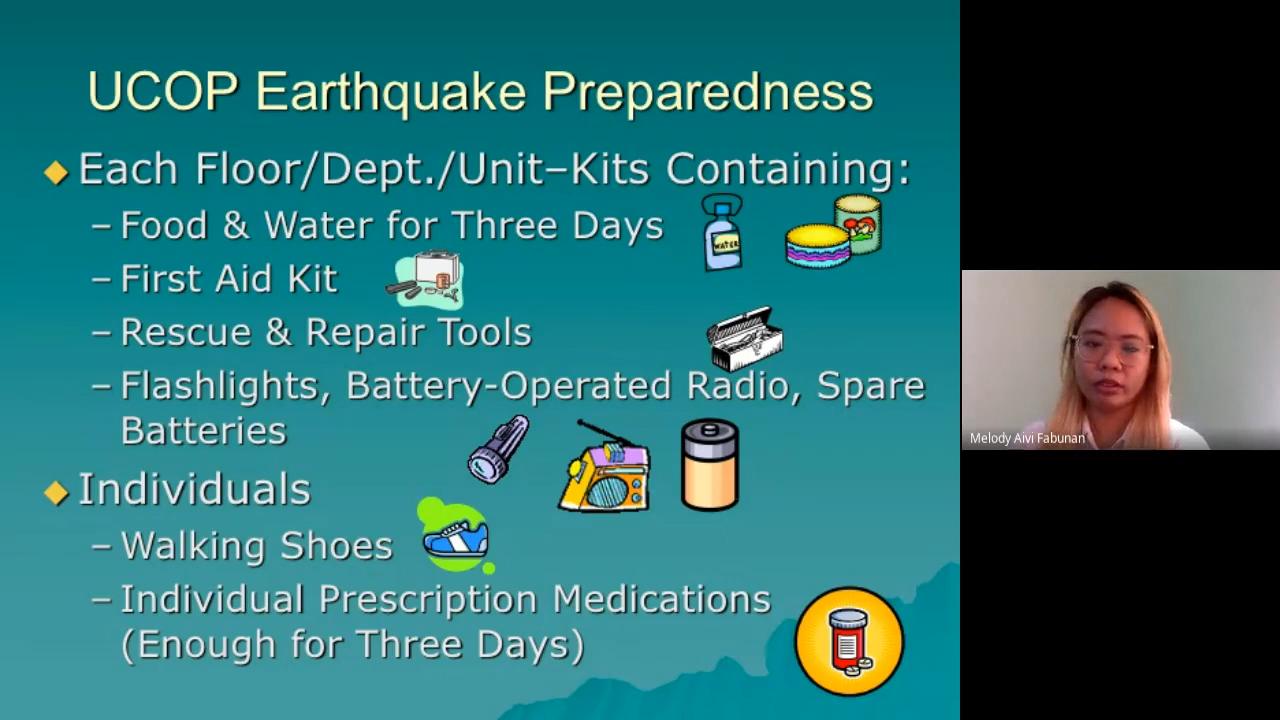 UCOP Earthquake Preparedness
Each Floor/Dept./Unit–Kits Containing:
– Food & Water for Three Days
WATER
– First Aid Kit
– Rescue & Repair Tools
– Flashlights, Battery-Operated Radio, Spare
Batteries
Individuals
– Walking Shoes
– Individual Prescription Medications
(Enough for Three Days)
Melody Aivi Fabunan